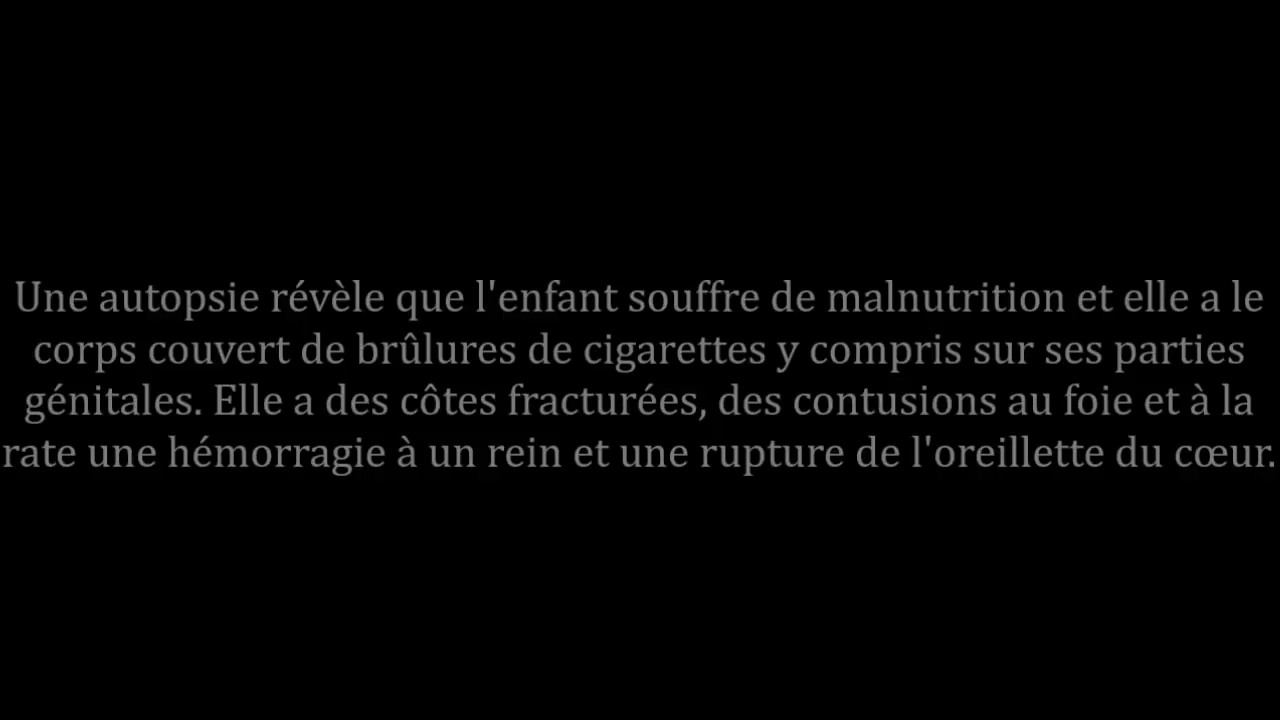 Une autopsie révèle que l'enfant souffre de malnutrition et elle a le
corps couvert de brûlures de cigarettes y compris sur ses parties
génitales. Elle a des côtes fracturées, des contusions au foie et à la
rate une hémorragie à un rein et une rupture de l'oreillette du cœur.